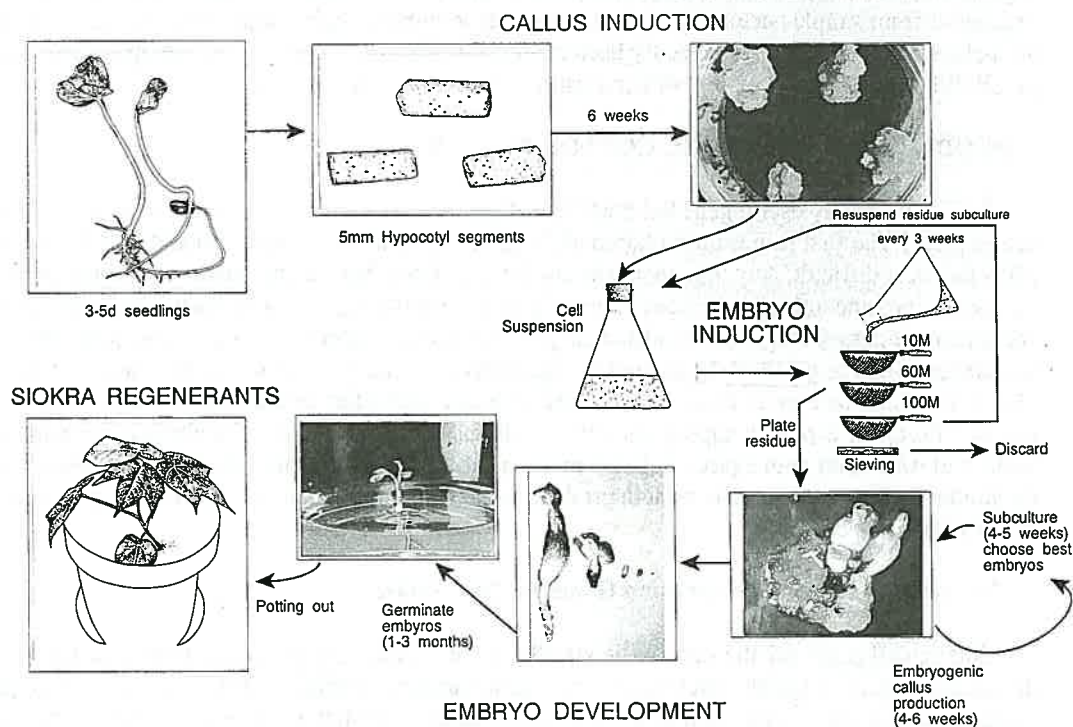 CALLUS INDUCTION
6 weeks
5mm Hypocotyl segments
3-5d seedlings
Resuspend residue subculture
every 3 weeks
Cell
Suspension
EMBRYO
INDUCTION
10M
60M
100M
Plate
residue
Sieving
Discard
SIOKRA REGENERANTS
Subculture
(4-5 weeks)
choose best
embryos
Potting out
Germinate
embyros
(1-3 months)
Embryogenic
callus
production
(4-6 weeks)
EMBRYO DEVELOPMENT